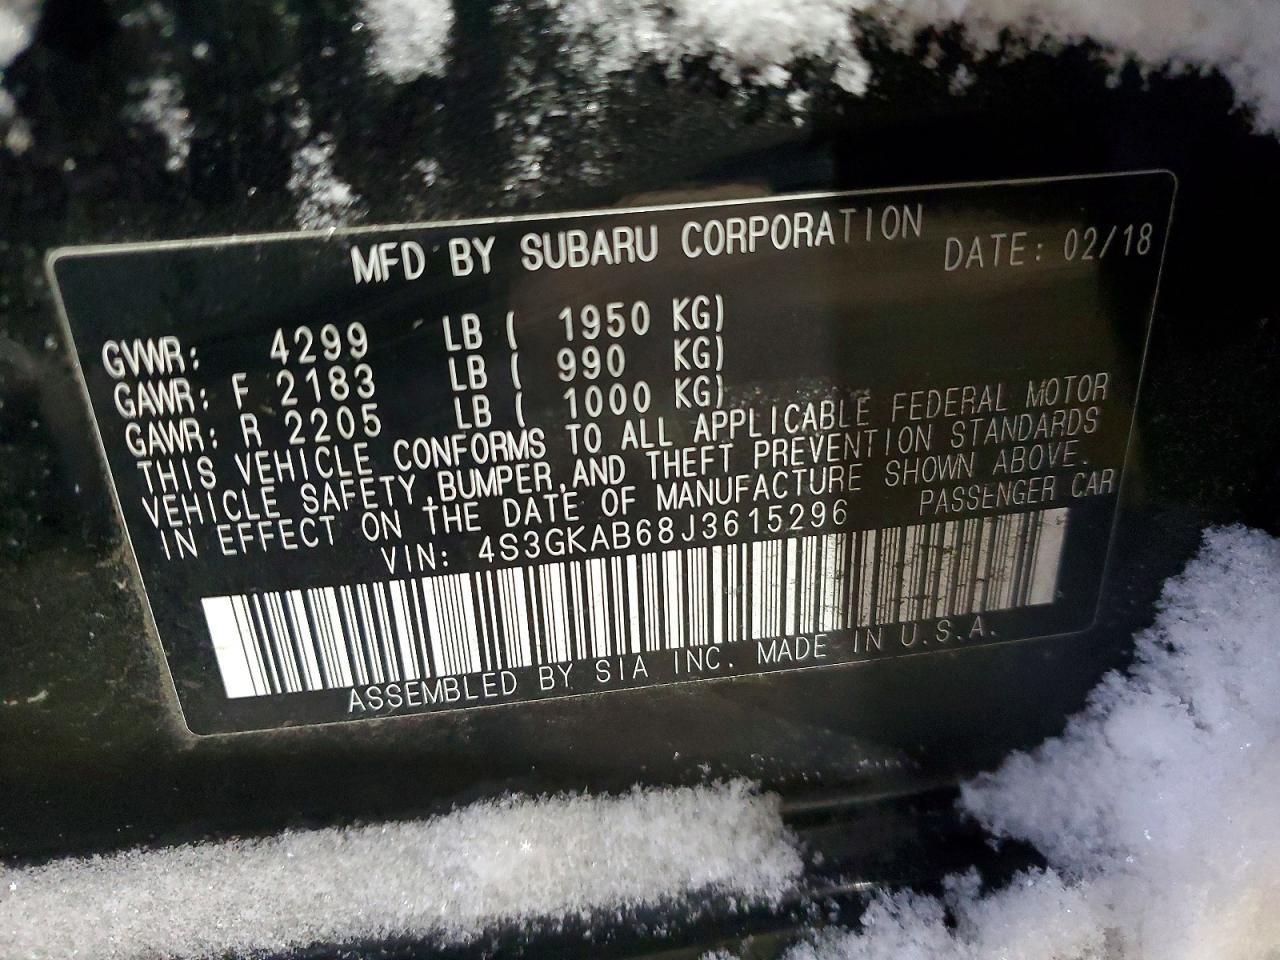 MFD BY SUBARU CORPORATION DATE: 02/18
GVWR: 4299 LB ( 1950 KG)
GAWR: F 2183 LB ( 990 KG)
GAWR: R 2205 LB ( 1000 KG)
THIS VEHICLE CONFORMS TO ALL APPLICABLE FEDERAL MOTOR
VEHICLE SAFETY,BUMPER,AND THEFT PREVENTION STANDARDS
IN EFFECT ON THE DATE OF MANUFACTURE SHOWN ABOVE.
VIN: 4S3GKAB68J3615296 PASSENGER CAR
ASSEMBLED BY SIA INC. MADE IN U.S.A.